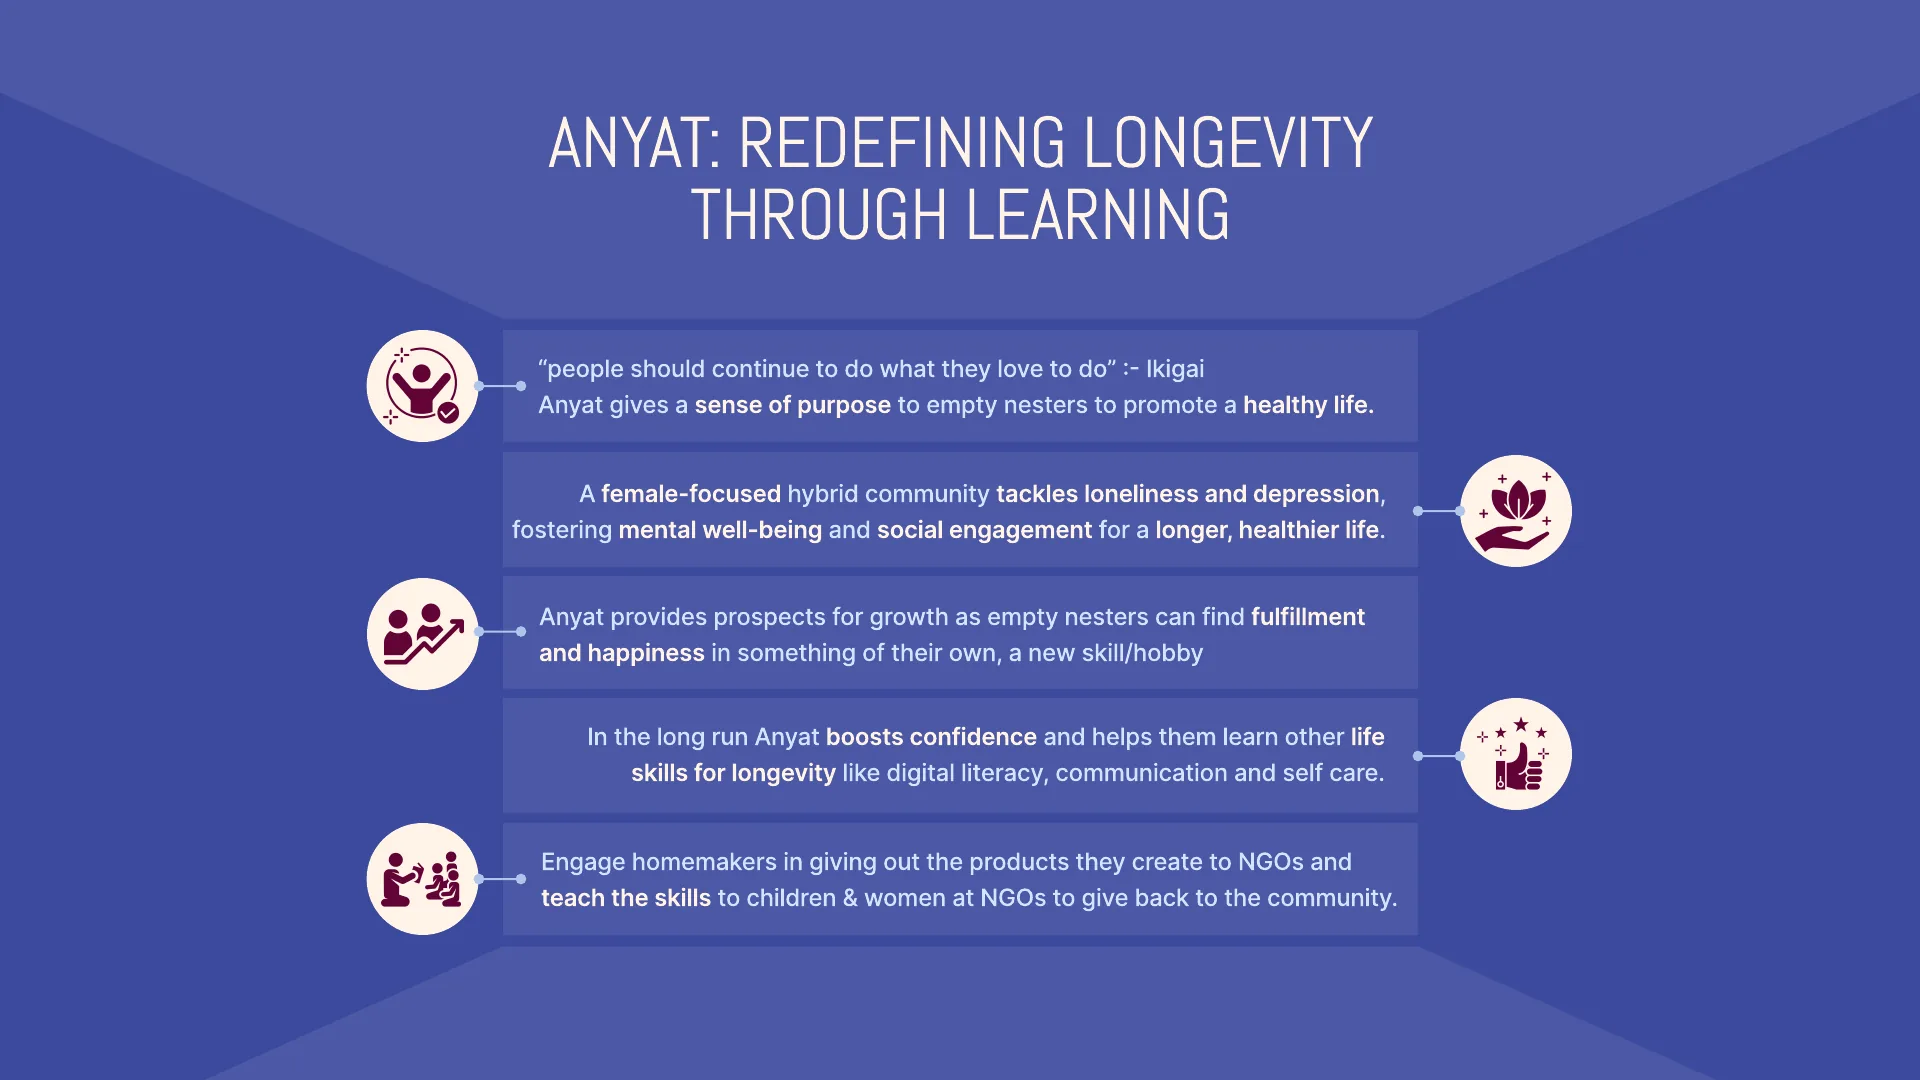 ANYAT: REDEFINING LONGEVITY
THROUGH LEARNING
“people should continue to do what they love to do” :- Ikigai
Anyat gives a sense of purpose to empty nesters to promote a healthy life.
A female-focused hybrid community tackles loneliness and depression,
fostering mental well-being and social engagement for a longer, healthier life.
Anyat provides prospects for growth as empty nesters can find fulfillment
and happiness in something of their own, a new skill/hobby
In the long run Anyat boosts confidence and helps them learn other life
skills for longevity like digital literacy, communication and self care.
Engage homemakers in giving out the products they create to NGOs and
teach the skills to children & women at NGOs to give back to the community.